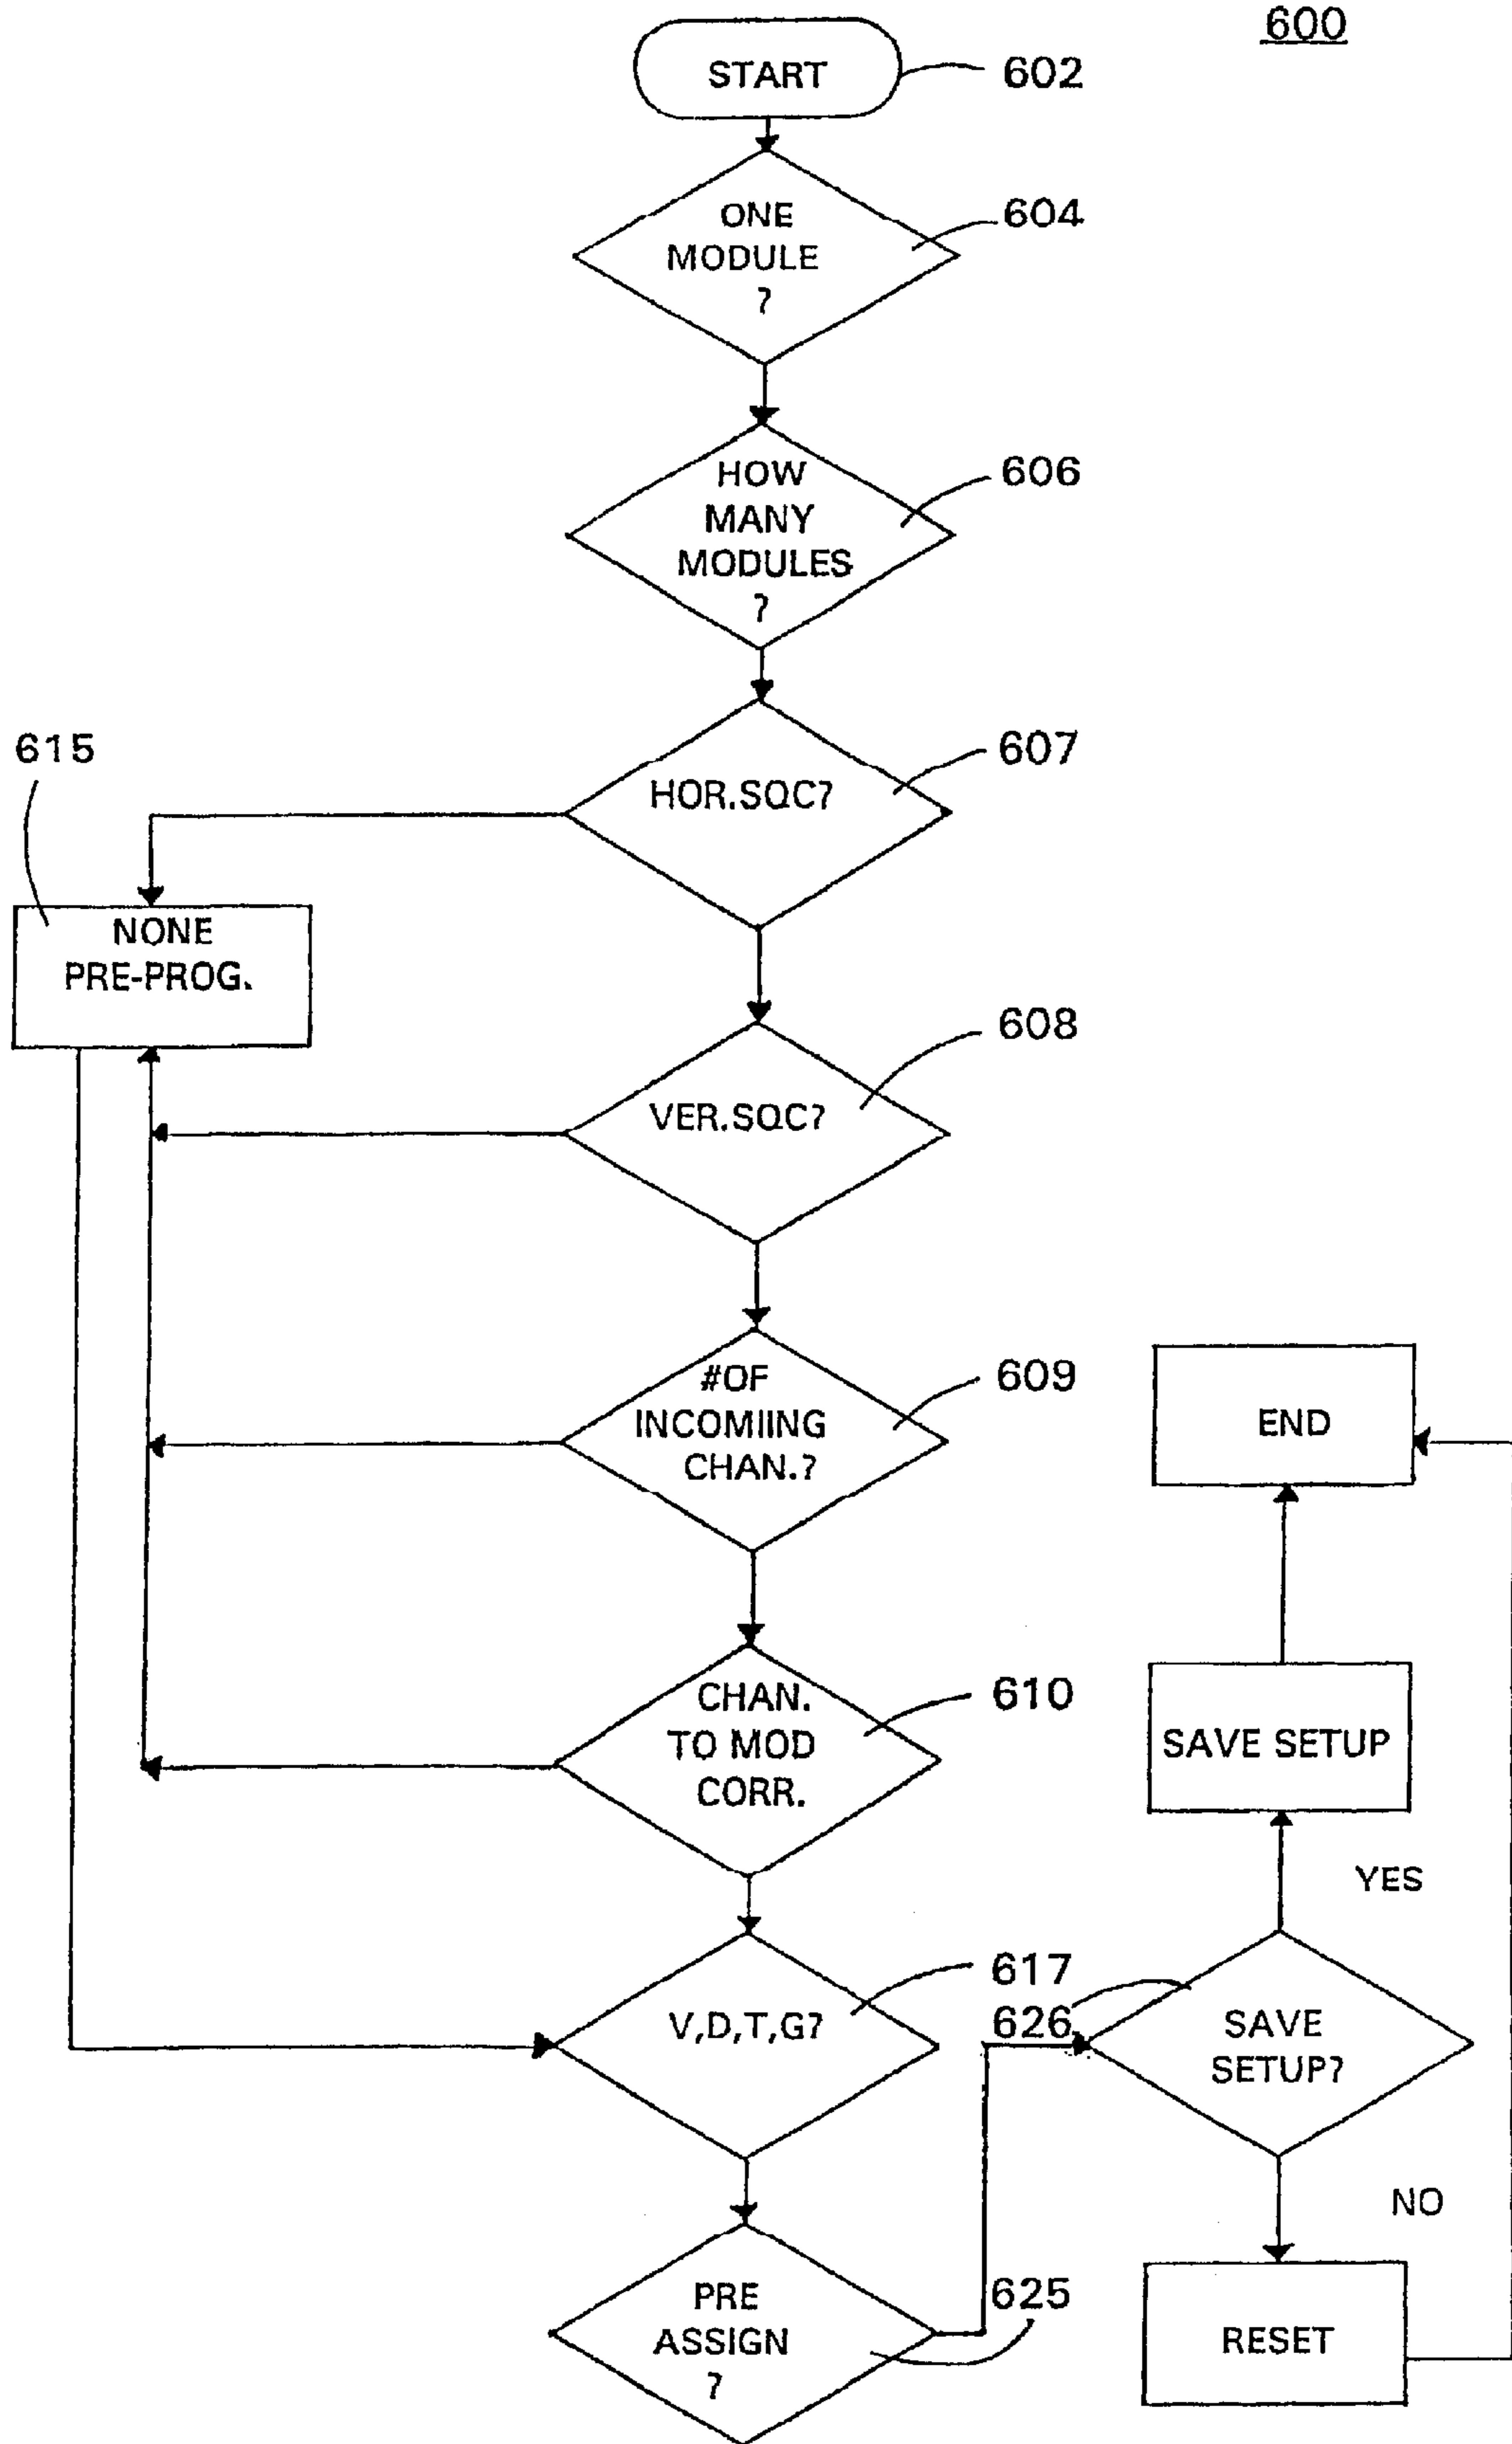 600
START
602
ONE
MODULE
?
604
HOW
MANY
MODULES
?
606
HOR.SQC?
607
615
NONE
PRE-PROG.
VER.SQC?
608
#OF
INCOMIING
CHAN.?
609
END
CHAN.
TO MOD
CORR.
610
SAVE SETUP
YES
V,D,T,G?
617
626
SAVE
SETUP?
NO
PRE
ASSIGN
?
625
RESET